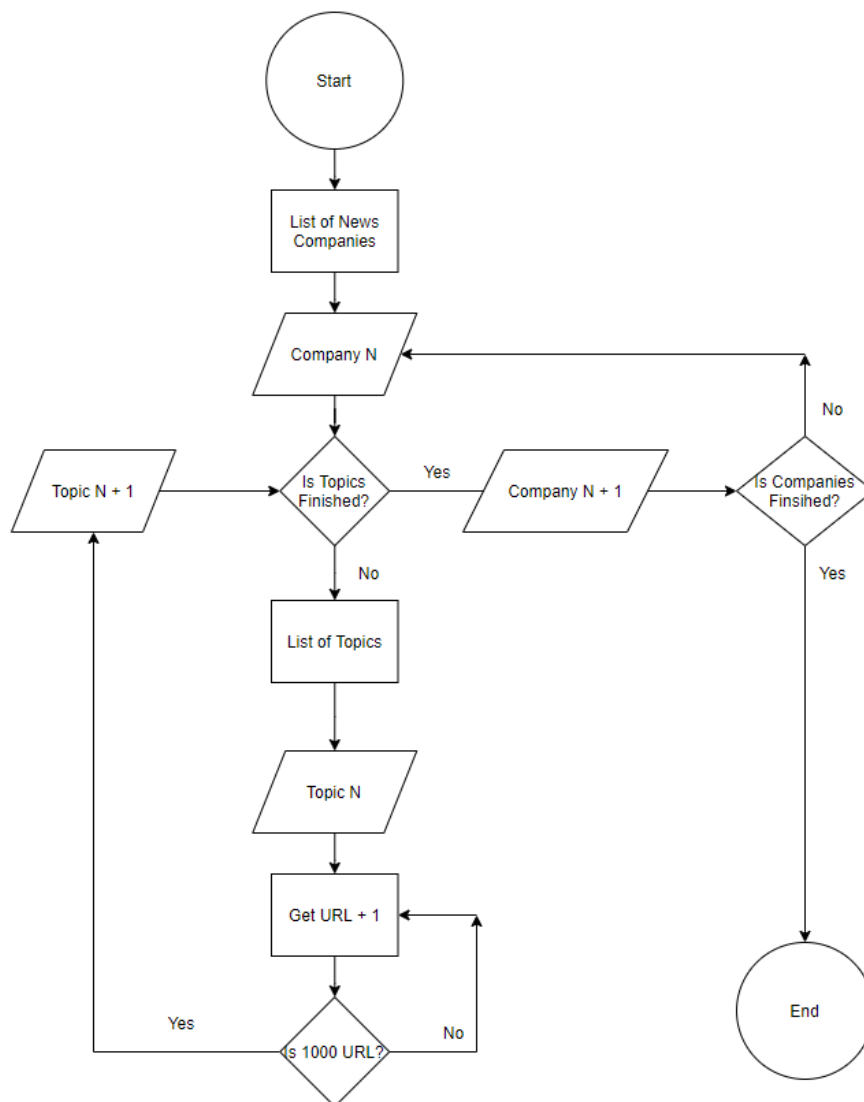 Start
List of News
Companies
Company N
No
Topic N + 1
Is Topics
Finished?
Yes
Company N + 1
Is Companies
Finsihed?
No
Yes
List of Topics
Topic N
Get URL + 1
Yes
Is 1000 URL?
No
End